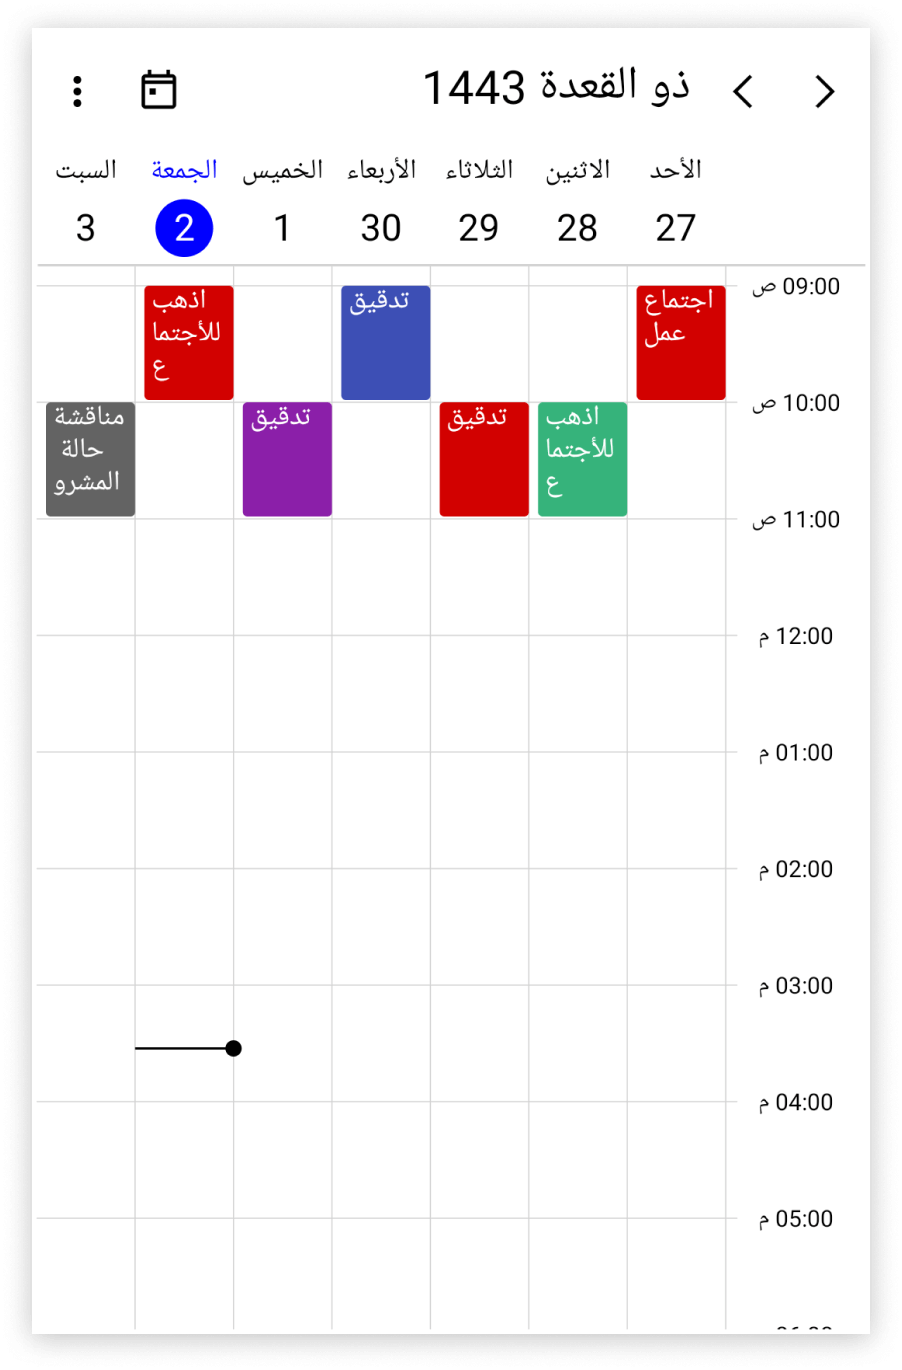 ذو القعدة 1443
الأحد الاثنين الثلاثاء الأربعاء الخميس الجمعة السبت
27 28 29 30 1 2 3
09:00 ص
اجتماع
عمل
تدقيق
اذهب
للأجتما
ع
10:00 ص
اذهب
للأجتما
ع
تدقيق
تدقيق
مناقشة
حالة
المشرو
11:00 ص
12:00 م
01:00 م
02:00 م
03:00 م
04:00 م
05:00 م